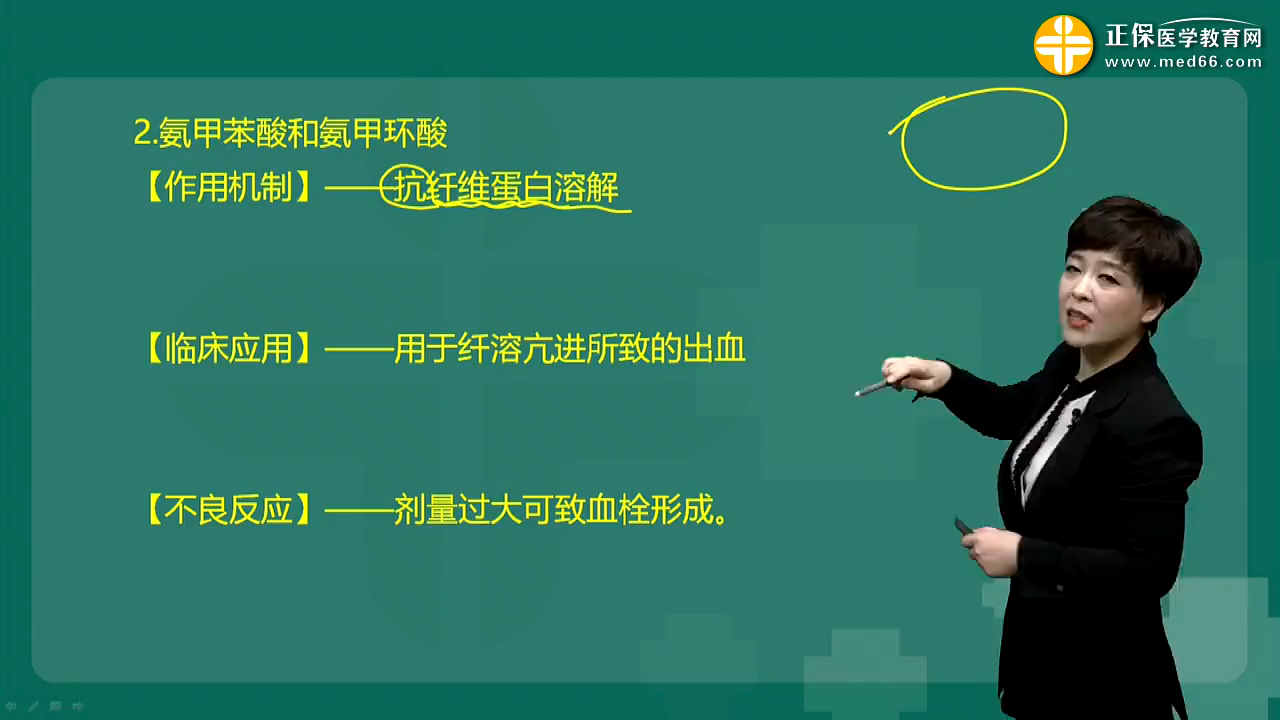 正保医学教育网
www.med66.com
2.氨甲苯酸和氨甲环酸
【作用机制】——抗纤维蛋白溶解
【临床应用】——用于纤溶亢进所致的出血
【不良反应】——剂量过大可致血栓形成。